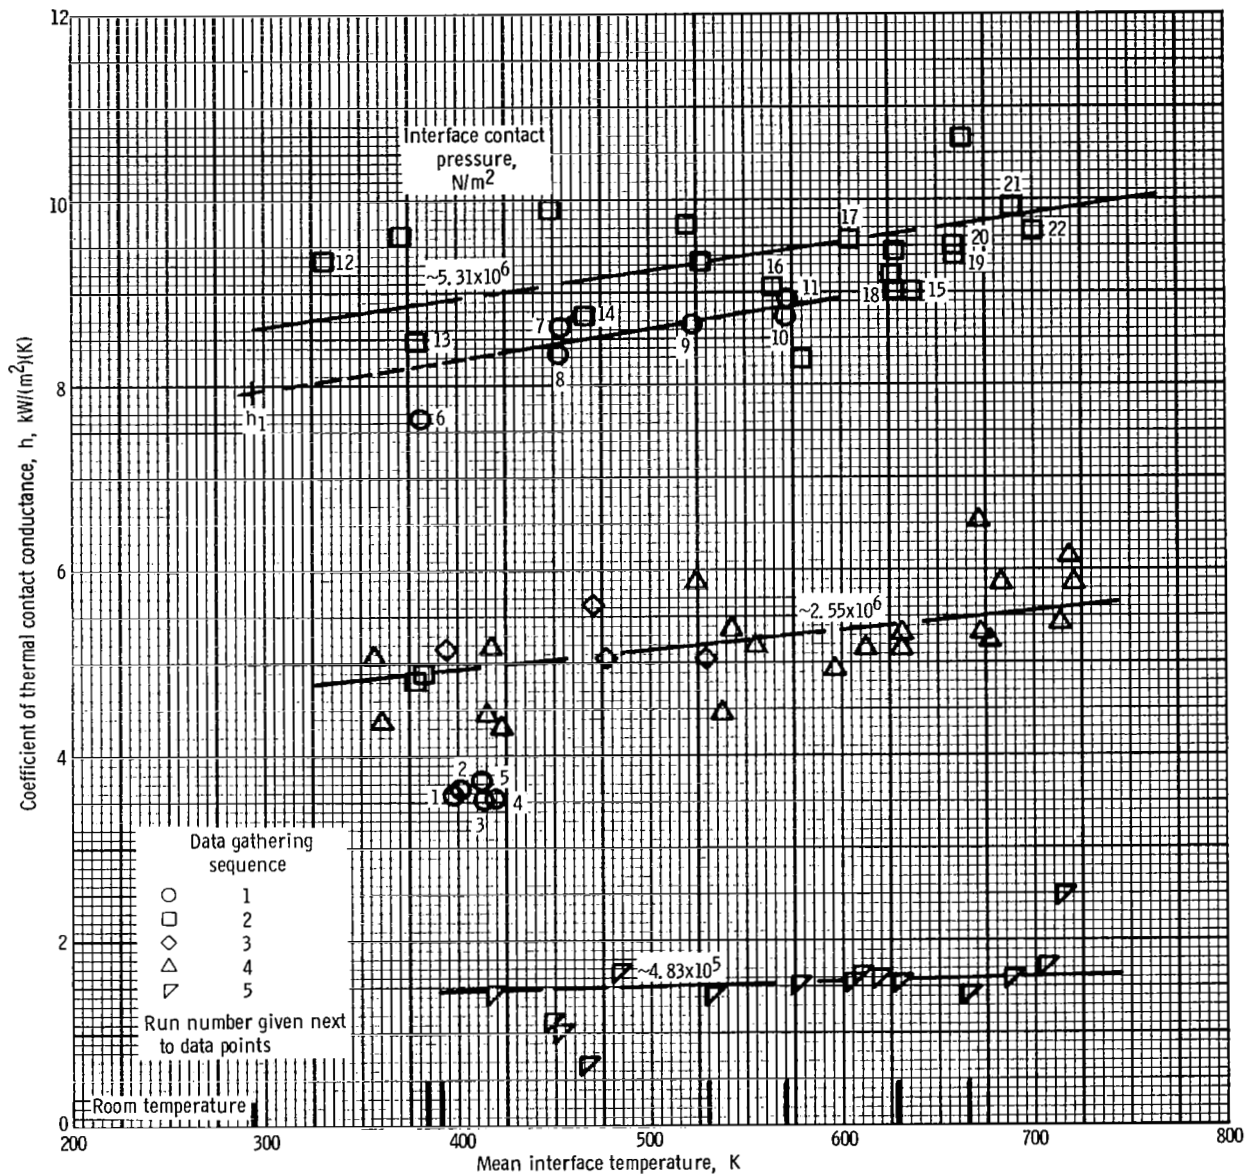 12
10
8
6
4
2
0
Coefficient of thermal contact conductance, h, kW/(m²)(K)
Interface contact
pressure,
N/m²
~5.31x10⁶
~2.55x10⁶
~4.83x10⁵
h₁
12
13
14
7
8
6
9
16
11
10
17
18
15
20
19
21
22
2
5
1
4
3
Data gathering
sequence
1
2
3
4
5
Run number given next
to data points
Room temperature
200
300
400
500
600
700
800
Mean interface temperature, K